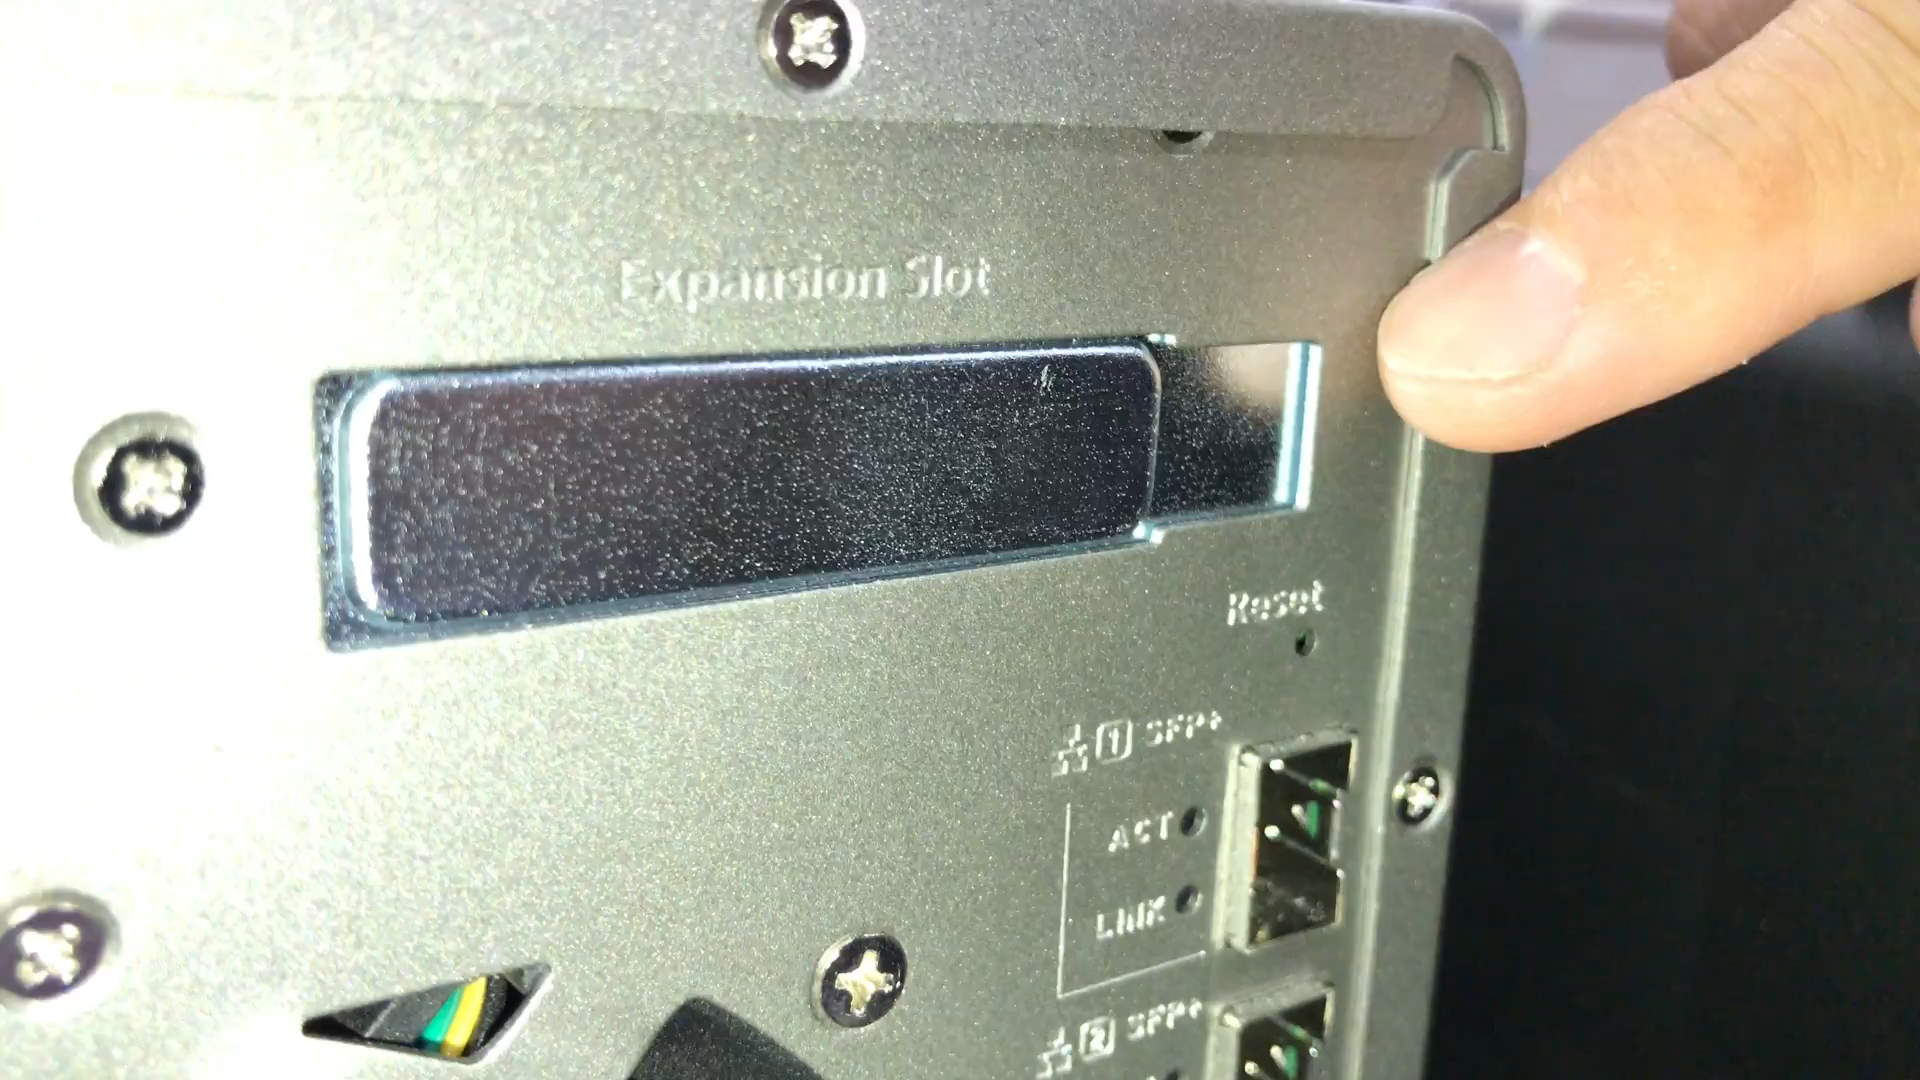 Expansion Slot
Reset
1 SFP+
ACT
LINK
2 SFP+